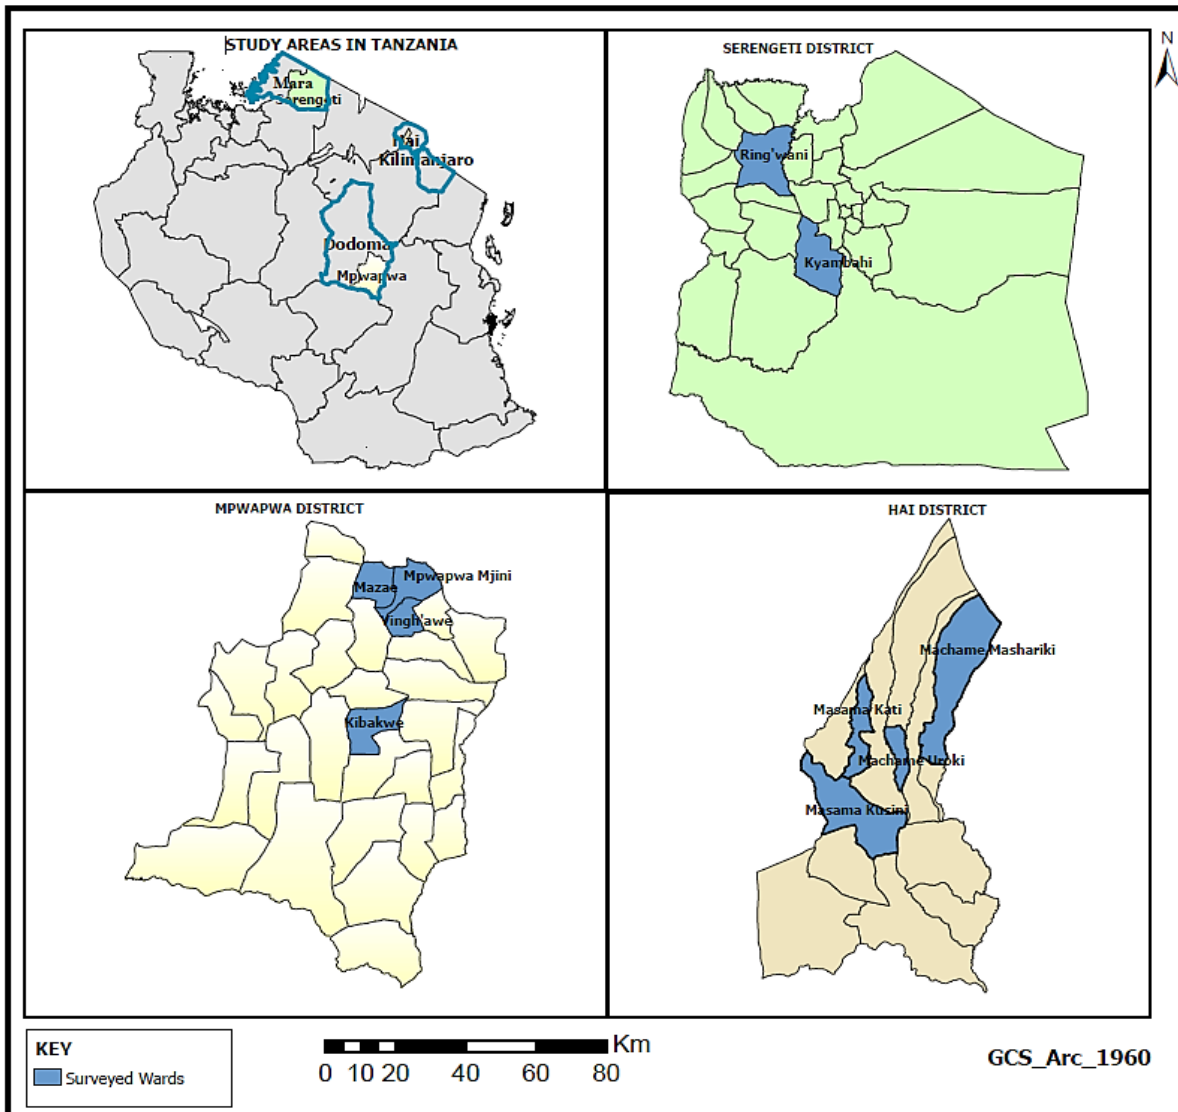 N
STUDY AREAS IN TANZANIA
Mara
Serengeti
Hai
Kilimanjaro
Dodoma
Mpwapwa
SERENGETI DISTRICT
Ring'wani
Kyambahi
MPWAPWA DISTRICT
Mpwapwa Mjini
Mazae
Ving'h'awe
Kibakwe
HAI DISTRICT
Machame Mashariki
Masama Kati
Machame Uroki
Masama Kusini
KEY
Surveyed Wards
Km
0 10 20 40 60 80
GCS_Arc_1960